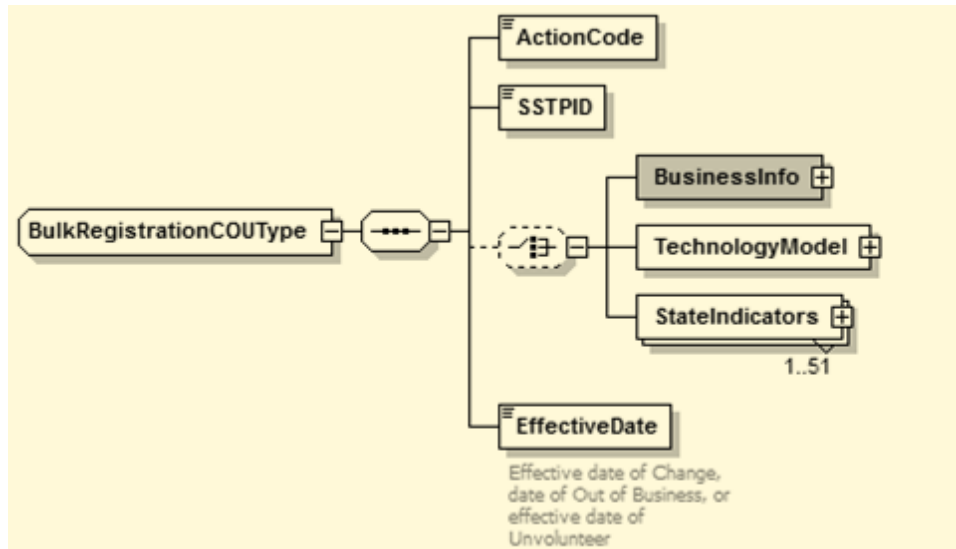 ActionCode
SSTPID
BusinessInfo
BulkRegistrationCOUType
TechnologyModel
StateIndicators
1..51
EffectiveDate
Effective date of Change,
date of Out of Business, or
effective date of
Unvolunteer